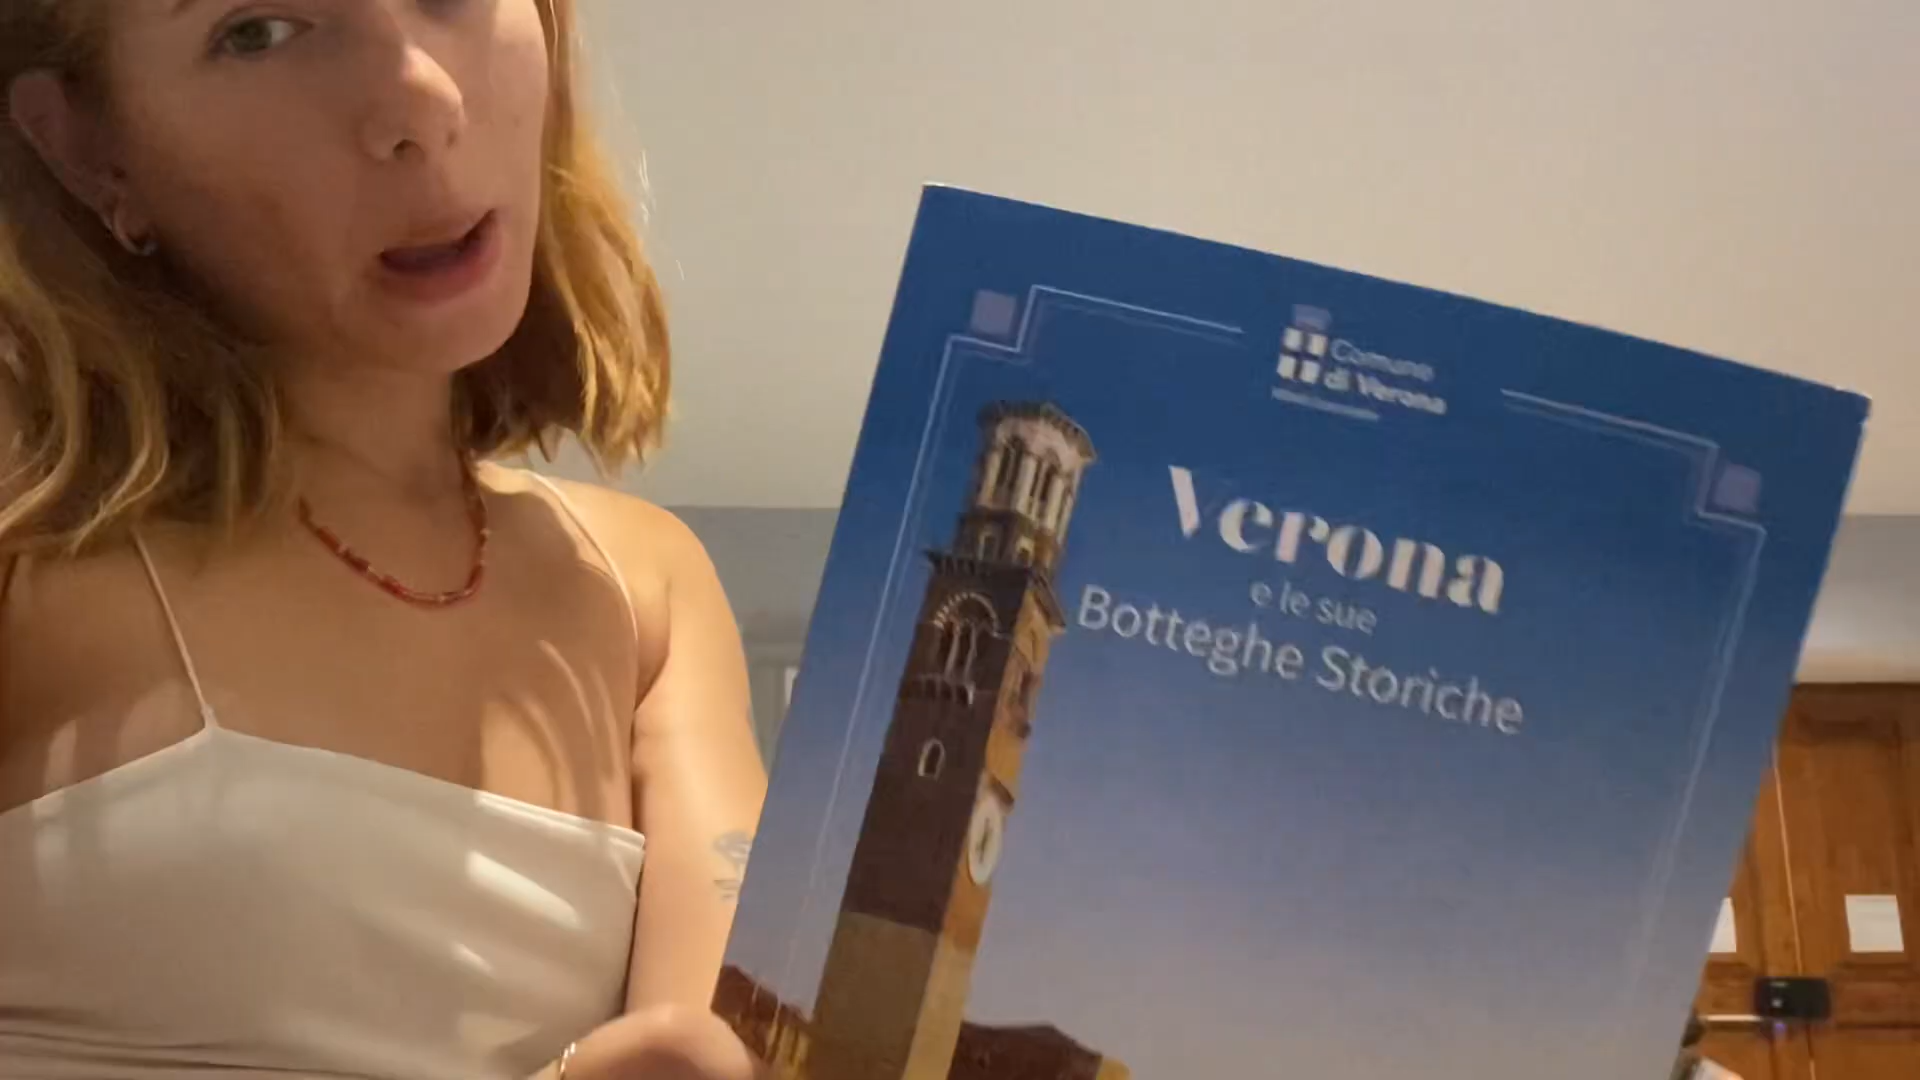 Comune
di Verona
Verona
e le sue
Botteghe Storiche